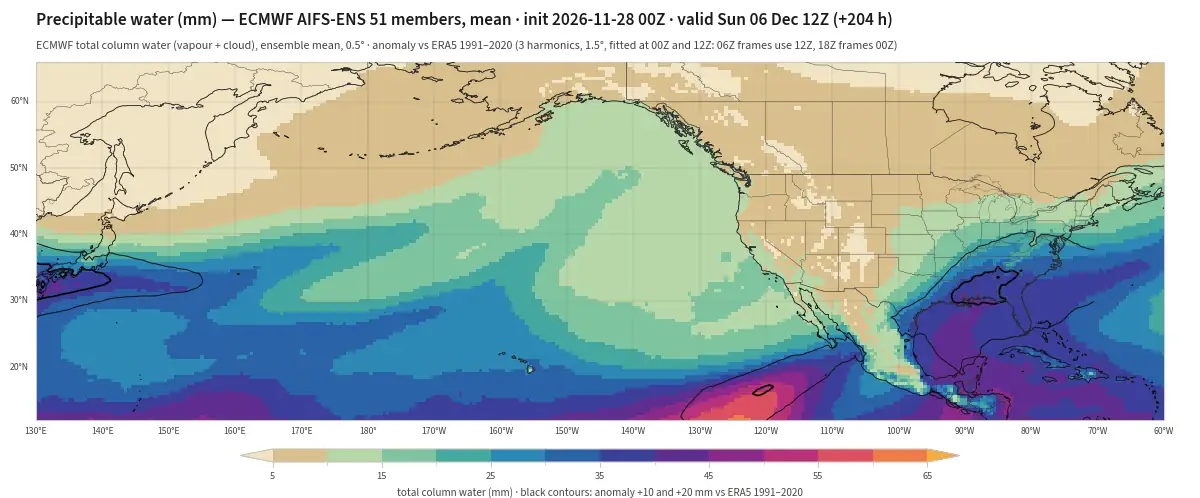 Precipitable water (mm) — ECMWF AIFS-ENS 51 members, mean · init 2026-11-28 00Z · valid Sun 06 Dec 12Z (+204 h)
ECMWF total column water (vapour + cloud), ensemble mean, 0.5° · anomaly vs ERA5 1991–2020 (3 harmonics, 1.5°, fitted at 00Z and 12Z: 06Z frames use 12Z, 18Z frames 00Z)
60°N
50°N
40°N
30°N
20°N
130°E 140°E 150°E 160°E 170°E 180° 170°W 160°W 150°W 140°W 130°W 120°W 110°W 100°W 90°W 80°W 70°W 60°W
5 15 25 35 45 55 65
total column water (mm) · black contours: anomaly +10 and +20 mm vs ERA5 1991–2020